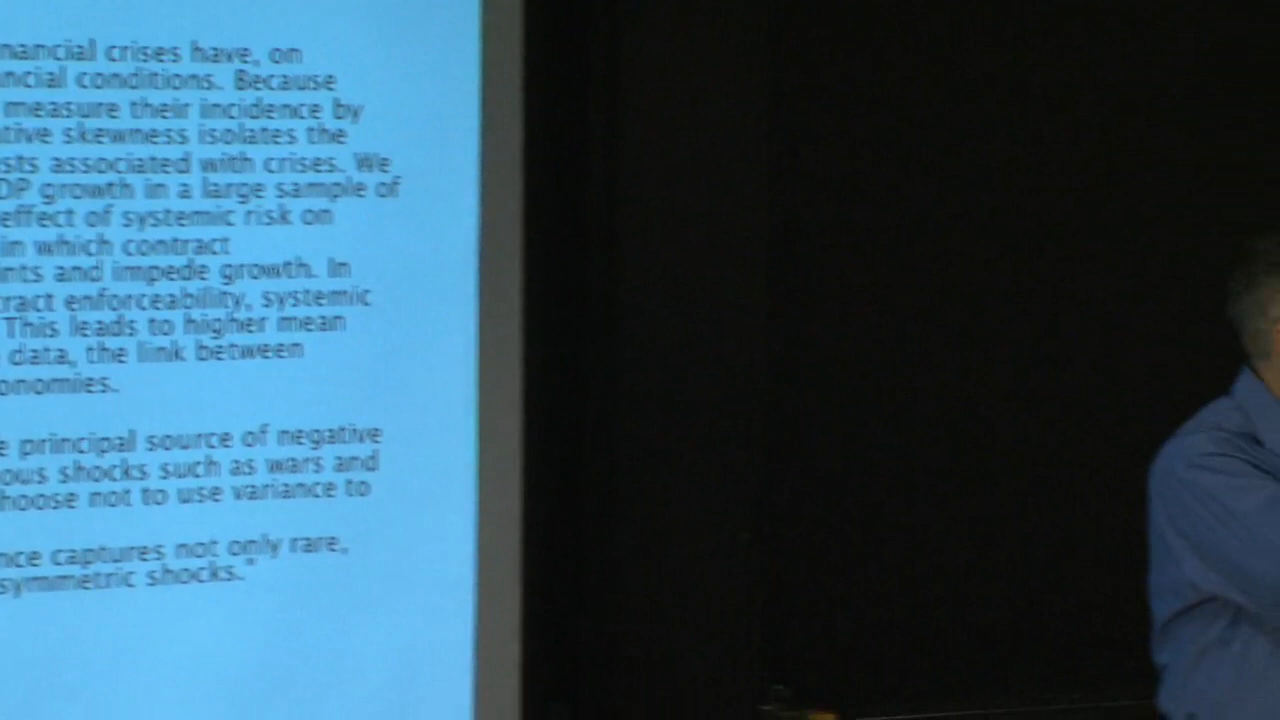 nancial crises have, on
ncial conditions. Because
measure their incidence by
tive skewness isolates the
sts associated with crises. We
DP growth in a large sample of
effect of systemic risk on
in which contract
ints and impede growth. In
ract enforceability, systemic
This leads to higher mean
data, the link between
onomies.
e principal source of negative
ous shocks such as wars and
hoose not to use variance to
nce captures not only rare,
symmetric shocks."